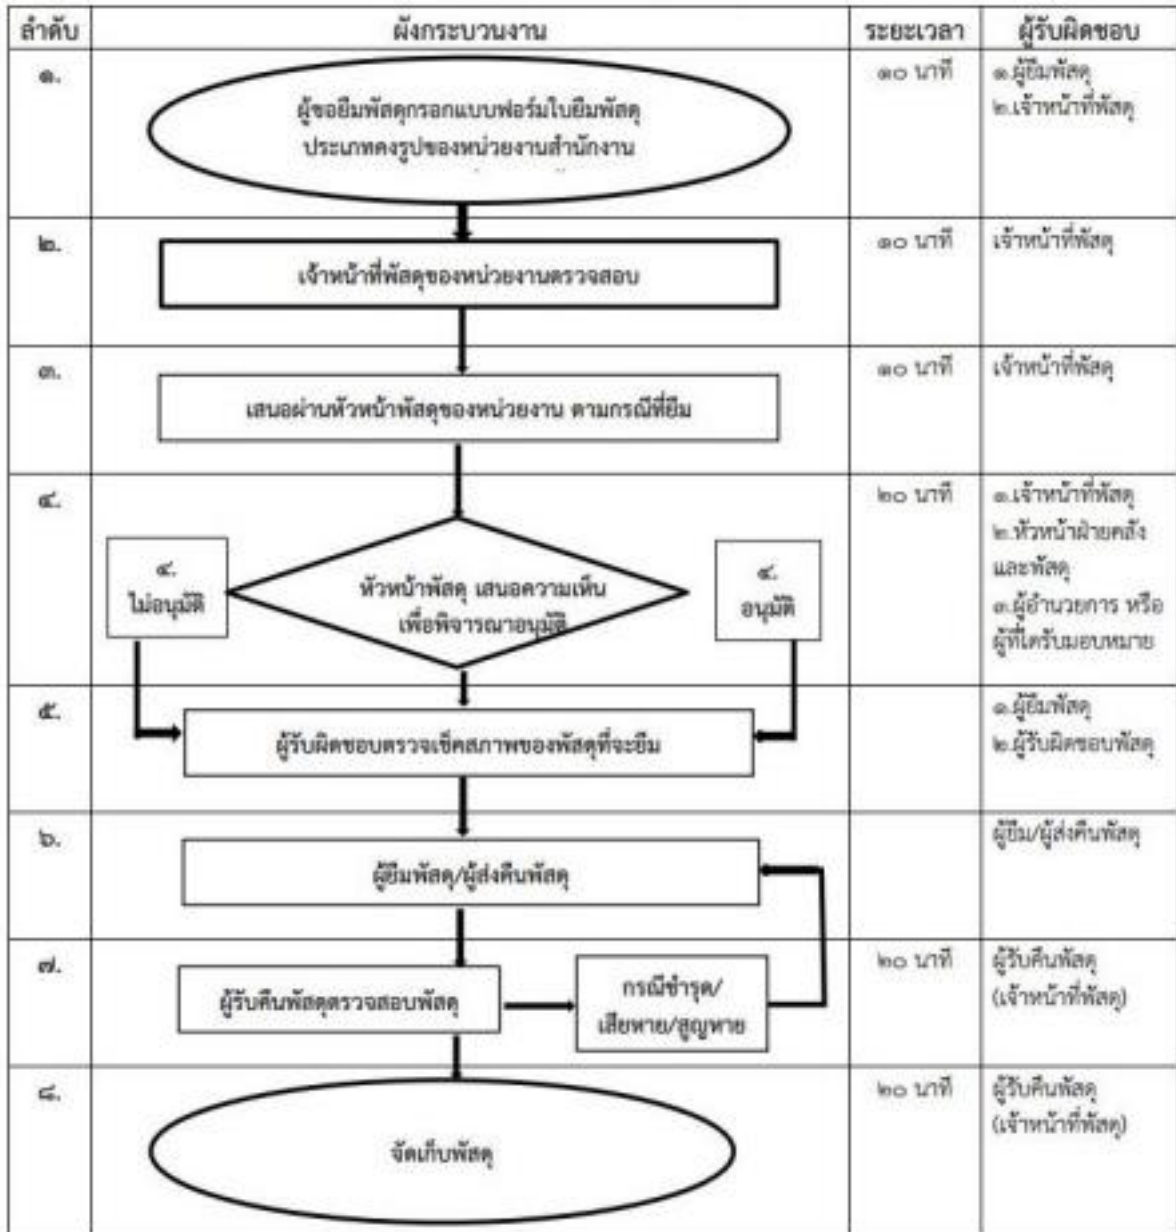 ลำดับ ผังกระบวนงาน ระยะเวลา ผู้รับผิดชอบ
๑.
ผู้ขอยืมพัสดุกรอกแบบฟอร์มใบยืมพัสดุ
ประเภทคงรูปของหน่วยงานสำนักงาน
๑๐ นาที
๑.ผู้ยืมพัสดุ
๒.เจ้าหน้าที่พัสดุ
๒.
เจ้าหน้าที่พัสดุของหน่วยงานตรวจสอบ
๑๐ นาที
เจ้าหน้าที่พัสดุ
๓.
เสนอผ่านหัวหน้าพัสดุของหน่วยงาน ตามกรณีที่ยืม
๑๐ นาที
เจ้าหน้าที่พัสดุ
๔.
๔.
ไม่อนุมัติ
หัวหน้าพัสดุ เสนอความเห็น
เพื่อพิจารณาอนุมัติ
๔.
อนุมัติ
๒๐ นาที
๑.เจ้าหน้าที่พัสดุ
๒.หัวหน้าฝ่ายคลัง
และพัสดุ
๓.ผู้อำนวยการ หรือ
ผู้ที่ได้รับมอบหมาย
๕.
ผู้รับผิดชอบตรวจเช็คสภาพของพัสดุที่จะยืม
๑.ผู้ยืมพัสดุ
๒.ผู้รับผิดชอบพัสดุ
๖.
ผู้ยืมพัสดุ/ผู้ส่งคืนพัสดุ
ผู้ยืม/ผู้ส่งคืนพัสดุ
๗.
ผู้รับคืนพัสดุตรวจสอบพัสดุ
กรณีชำรุด/
เสียหาย/สูญหาย
๒๐ นาที
ผู้รับคืนพัสดุ
(เจ้าหน้าที่พัสดุ)
๘.
จัดเก็บพัสดุ
๒๐ นาที
ผู้รับคืนพัสดุ
(เจ้าหน้าที่พัสดุ)